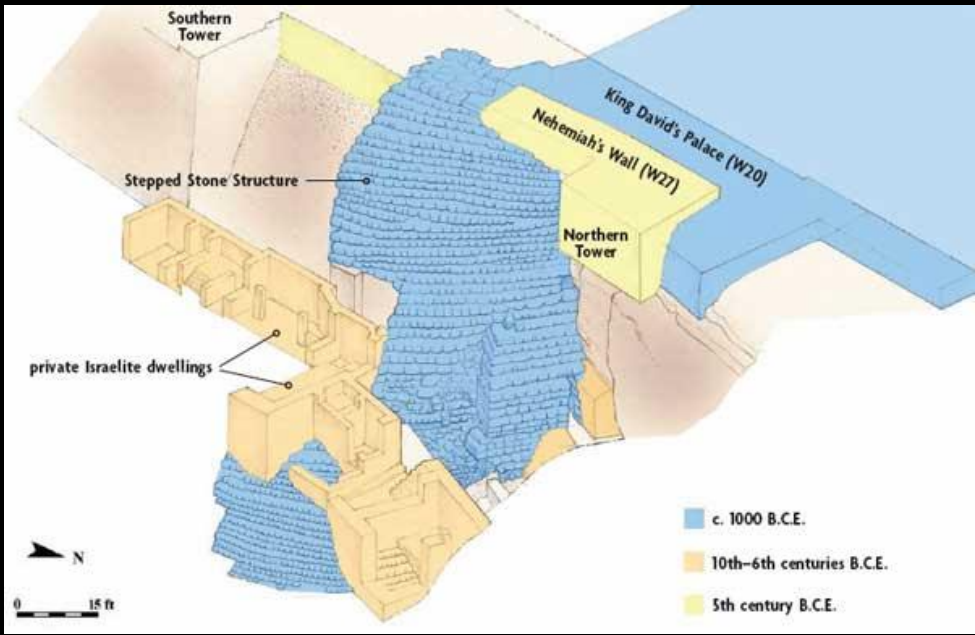 Southern
Tower
King David's Palace (W20)
Nehemiah's Wall (W27)
Stepped Stone Structure
Northern
Tower
private Israelite dwellings
c. 1000 B.C.E.
N
10th–6th centuries B.C.E.
0 15 ft
5th century B.C.E.